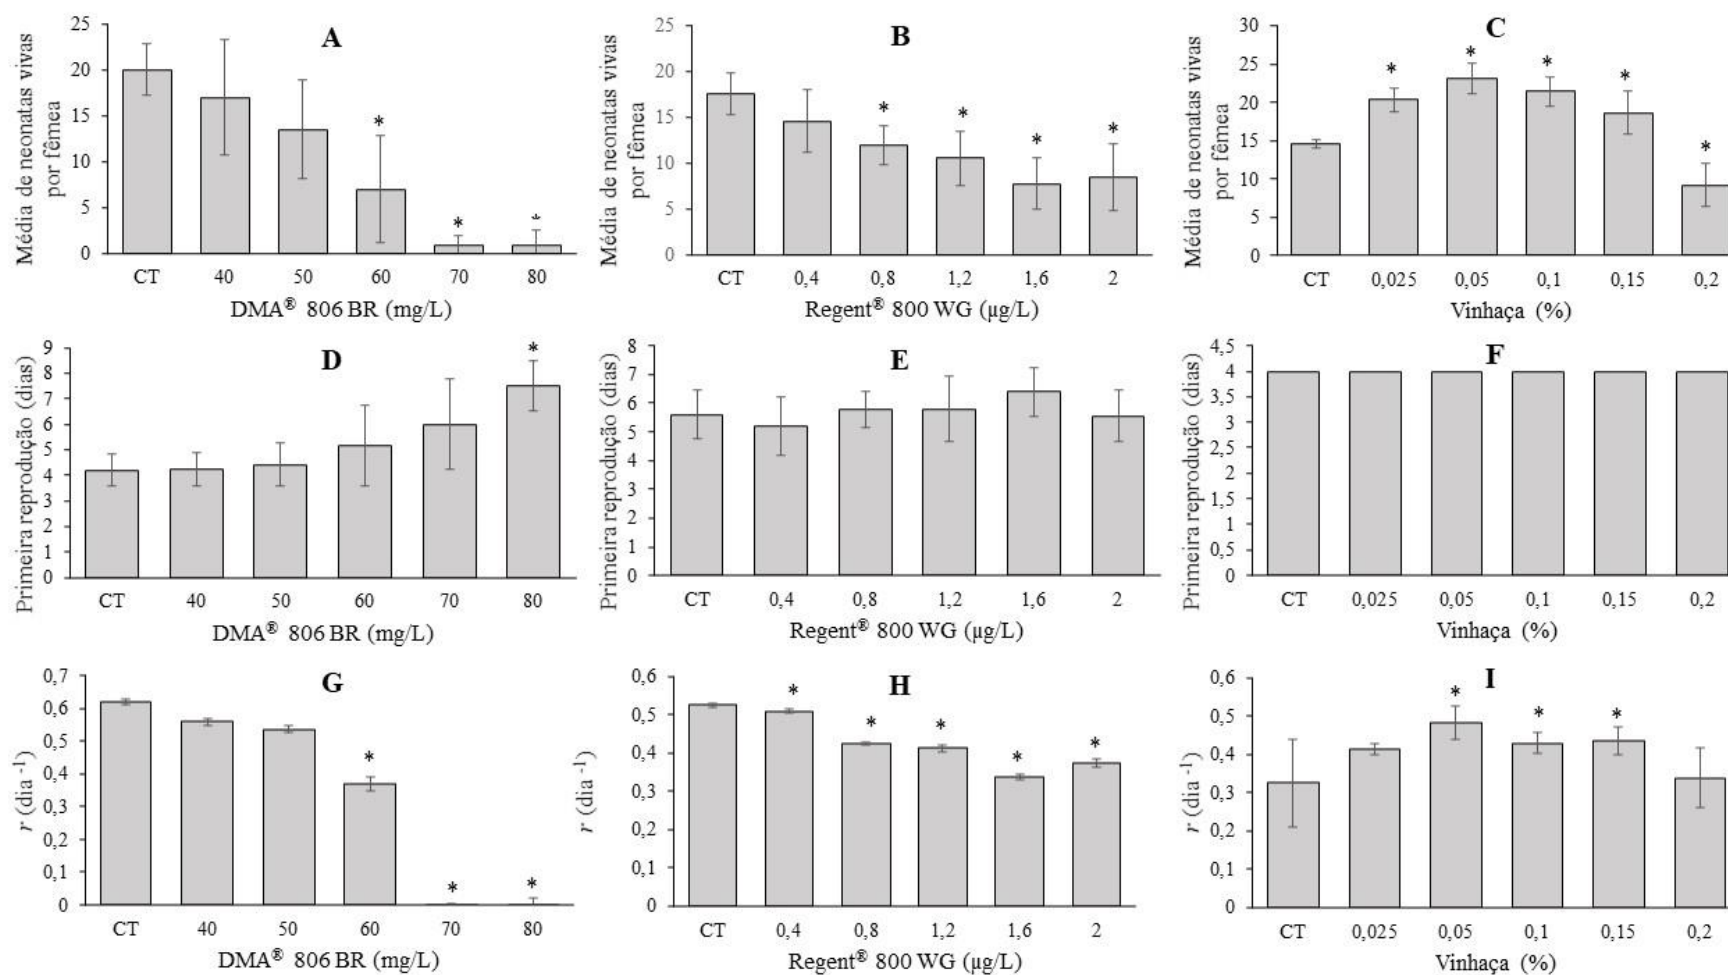 A
Média de neonatas vivas
por fêmea
25
20
15
10
5
0
*
*
*
CT 40 50 60 70 80
DMA® 806 BR (mg/L)
B
Média de neonatas vivas
por fêmea
25
20
15
10
5
0
*
*
*
*
CT 0,4 0,8 1,2 1,6 2
Regent® 800 WG (µg/L)
C
Média de neonatas vivas
por fêmea
30
25
20
15
10
5
0
*
*
*
*
*
CT 0,025 0,05 0,1 0,15 0,2
Vinhaça (%)
D
Primeira reprodução (dias)
9
8
7
6
5
4
3
2
1
0
*
CT 40 50 60 70 80
DMA® 806 BR (mg/L)
E
Primeira reprodução (dias)
8
7
6
5
4
3
2
1
0
CT 0,4 0,8 1,2 1,6 2
Regent® 800 WG (µg/L)
F
Primeira reprodução (dias)
4,5
4
3,5
3
2,5
2
1,5
1
0,5
0
CT 0,025 0,05 0,1 0,15 0,2
Vinhaça (%)
G
r (dia -1)
0,7
0,6
0,5
0,4
0,3
0,2
0,1
0
*
*
*
CT 40 50 60 70 80
DMA® 806 BR (mg/L)
H
r (dia -1)
0,6
0,5
0,4
0,3
0,2
0,1
0
*
*
*
*
*
CT 0,4 0,8 1,2 1,6 2
Regent® 800 WG (µg/L)
I
r (dia -1)
0,6
0,5
0,4
0,3
0,2
0,1
0
*
*
*
CT 0,025 0,05 0,1 0,15 0,2
Vinhaça (%)